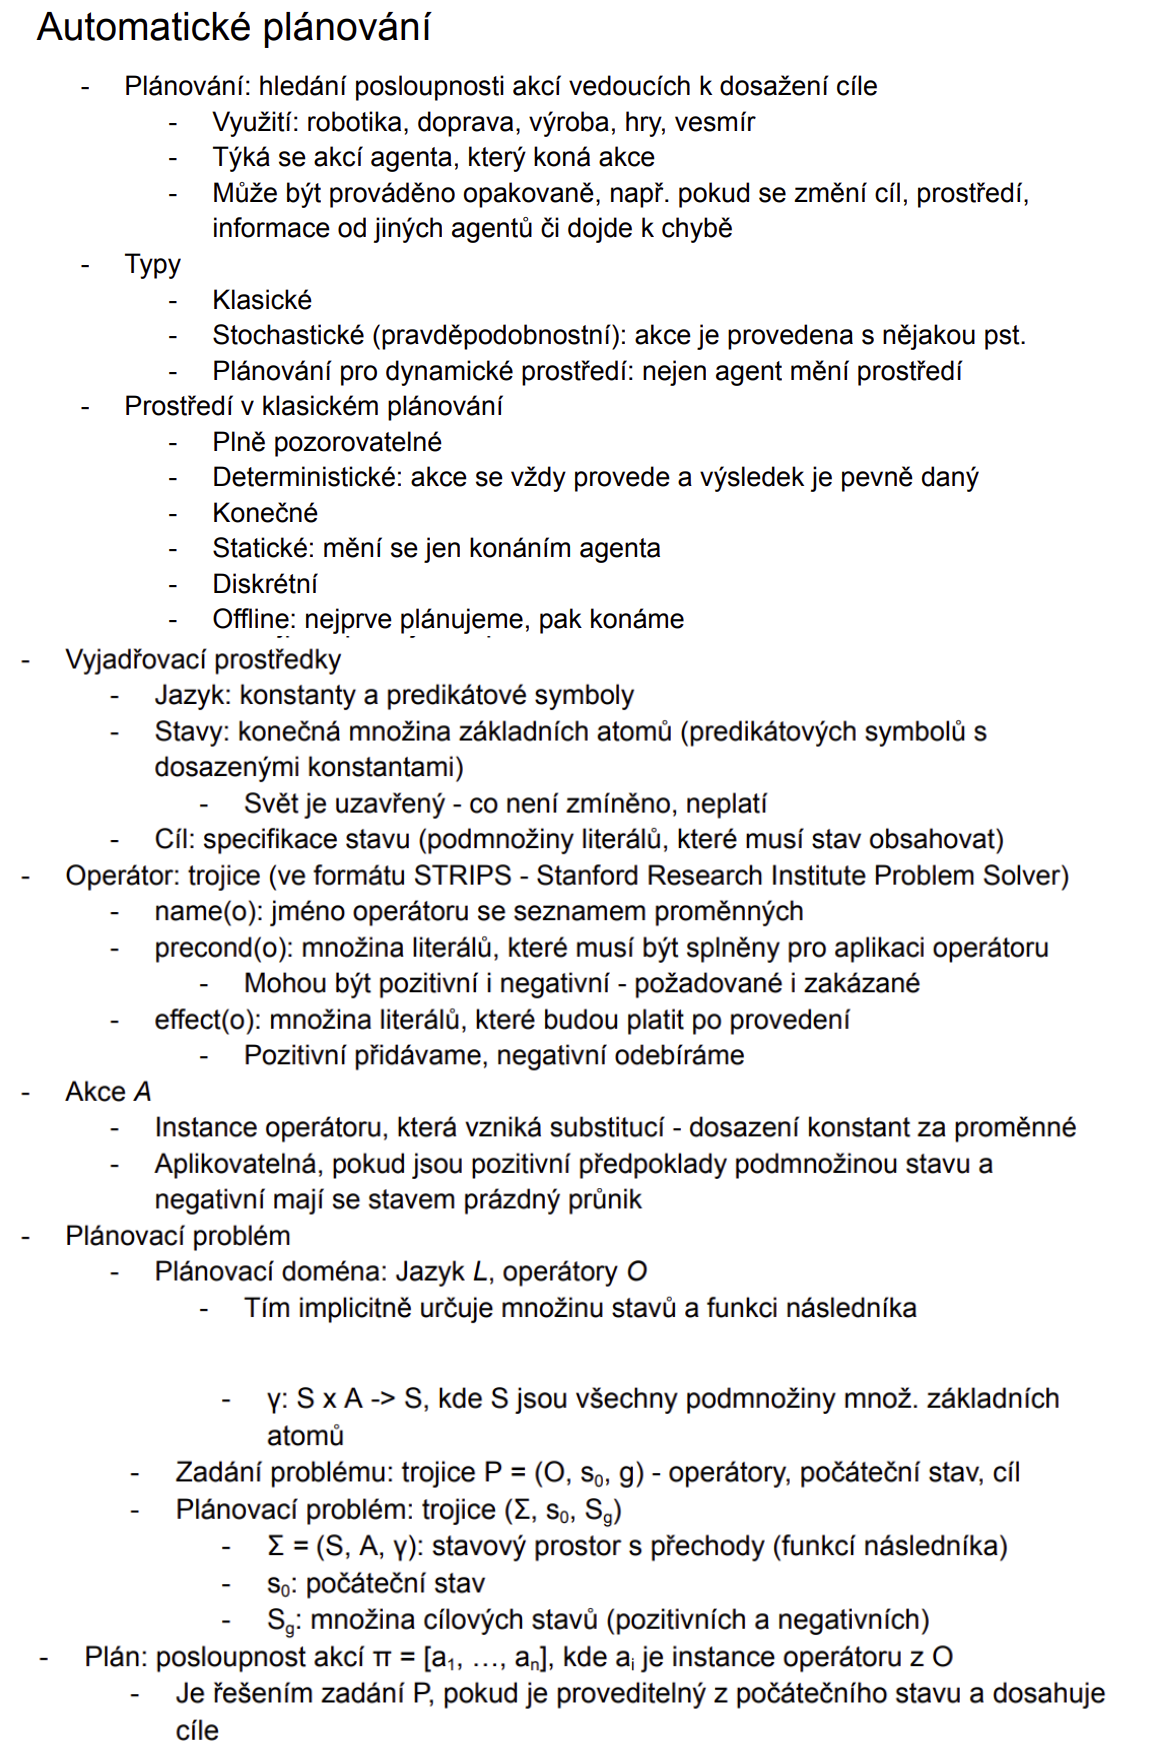 Automatické plánování
- Plánování: hledání posloupnosti akcí vedoucích k dosažení cíle
- Využití: robotika, doprava, výroba, hry, vesmír
- Týká se akcí agenta, který koná akce
- Může být prováděno opakovaně, např. pokud se změní cíl, prostředí,
informace od jiných agentů či dojde k chybě
- Typy
- Klasické
- Stochastické (pravděpodobnostní): akce je provedena s nějakou pst.
- Plánování pro dynamické prostředí: nejen agent mění prostředí
- Prostředí v klasickém plánování
- Plně pozorovatelné
- Deterministické: akce se vždy provede a výsledek je pevně daný
- Konečné
- Statické: mění se jen konáním agenta
- Diskrétní
- Offline: nejprve plánujeme, pak konáme
- Vyjadřovací prostředky
- Jazyk: konstanty a predikátové symboly
- Stavy: konečná množina základních atomů (predikátových symbolů s
dosazenými konstantami)
- Svět je uzavřený - co není zmíněno, neplatí
- Cíl: specifikace stavu (podmnožiny literálů, které musí stav obsahovat)
- Operátor: trojice (ve formátu STRIPS - Stanford Research Institute Problem Solver)
- name(o): jméno operátoru se seznamem proměnných
- precond(o): množina literálů, které musí být splněny pro aplikaci operátoru
- Mohou být pozitivní i negativní - požadované i zakázané
- effect(o): množina literálů, které budou platit po provedení
- Pozitivní přidávame, negativní odebíráme
- Akce A
- Instance operátoru, která vzniká substitucí - dosazení konstant za proměnné
- Aplikovatelná, pokud jsou pozitivní předpoklady podmnožinou stavu a
negativní mají se stavem prázdný průnik
- Plánovací problém
- Plánovací doména: Jazyk L, operátory O
- Tím implicitně určuje množinu stavů a funkci následníka
- γ: S x A -> S, kde S jsou všechny podmnožiny množ. základních
atomů
- Zadání problému: trojice P = (O, s₀, g) - operátory, počáteční stav, cíl
- Plánovací problém: trojice (Σ, s₀, Sg)
- Σ = (S, A, γ): stavový prostor s přechody (funkcí následníka)
- s₀: počáteční stav
- Sg: množina cílových stavů (pozitivních a negativních)
- Plán: posloupnost akcí π = [a₁, …, aₙ], kde aᵢ je instance operátoru z O
- Je řešením zadání P, pokud je proveditelný z počátečního stavu a dosahuje
cíle